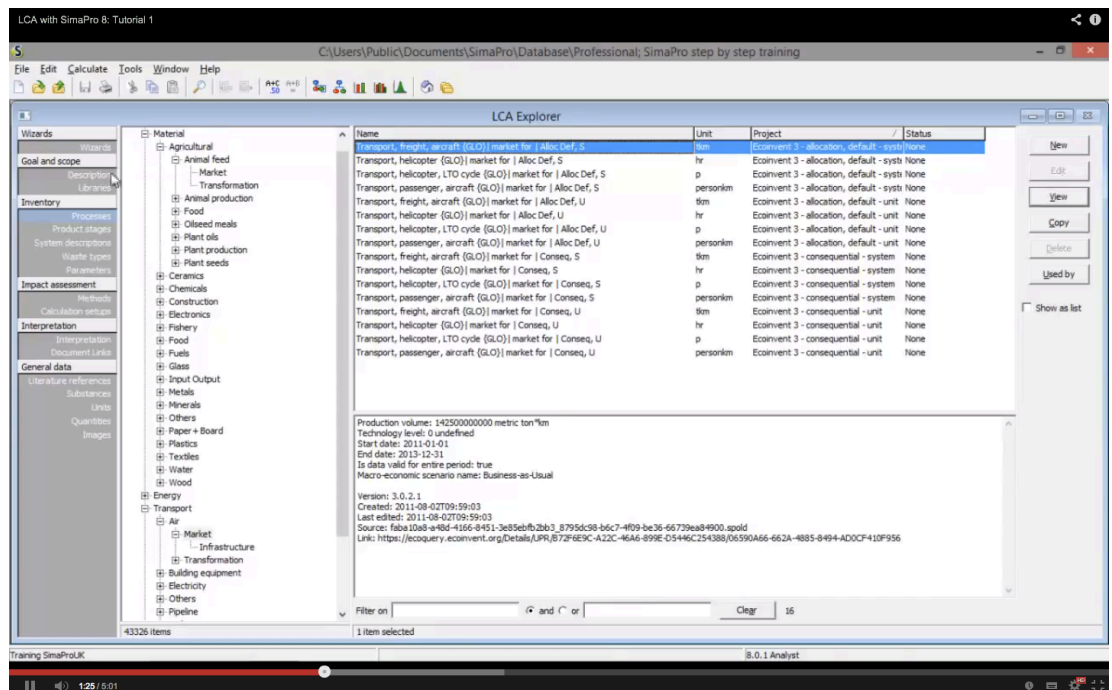 LCA with SimaPro 8: Tutorial 1
C:\Users\Public\Documents\SimaPro\Database\Professional; SimaPro step by step training
File Edit Calculate Tools Window Help
LCA Explorer
Wizards
Wizards
Goal and scope
Description
Libraries
Inventory
Processes
Product stages
System descriptions
Waste types
Parameters
Impact assessment
Methods
Calculation setups
Interpretation
Interpretation
Document Links
General data
Literature references
Substances
Units
Quantities
Images
Material
Agricultural
Animal feed
Market
Transformation
Animal production
Food
Oilseed meals
Plant oils
Plant production
Plant seeds
Ceramics
Chemicals
Construction
Electronics
Fishery
Food
Fuels
Glass
Input Output
Metals
Minerals
Others
Paper + Board
Plastics
Textiles
Water
Wood
Energy
Transport
Air
Market
Infrastructure
Transformation
Building equipment
Electricity
Others
Pipeline
43326 items
Name Unit Project Status
Transport, freight, aircraft {GLO}| market for | Alloc Def, S tkm Ecoinvent 3 - allocation, default - syst None
Transport, helicopter {GLO}| market for | Alloc Def, S hr Ecoinvent 3 - allocation, default - syst None
Transport, helicopter, LTO cycle {GLO}| market for | Alloc Def, S p Ecoinvent 3 - allocation, default - syst None
Transport, passenger, aircraft {GLO}| market for | Alloc Def, S personkm Ecoinvent 3 - allocation, default - syst None
Transport, freight, aircraft {GLO}| market for | Alloc Def, U tkm Ecoinvent 3 - allocation, default - unit None
Transport, helicopter {GLO}| market for | Alloc Def, U hr Ecoinvent 3 - allocation, default - unit None
Transport, helicopter, LTO cycle {GLO}| market for | Alloc Def, U p Ecoinvent 3 - allocation, default - unit None
Transport, passenger, aircraft {GLO}| market for | Alloc Def, U personkm Ecoinvent 3 - allocation, default - unit None
Transport, freight, aircraft {GLO}| market for | Conseq, S tkm Ecoinvent 3 - consequential - system None
Transport, helicopter {GLO}| market for | Conseq, S hr Ecoinvent 3 - consequential - system None
Transport, helicopter, LTO cycle {GLO}| market for | Conseq, S p Ecoinvent 3 - consequential - system None
Transport, passenger, aircraft {GLO}| market for | Conseq, S personkm Ecoinvent 3 - consequential - system None
Transport, freight, aircraft {GLO}| market for | Conseq, U tkm Ecoinvent 3 - consequential - unit None
Transport, helicopter {GLO}| market for | Conseq, U hr Ecoinvent 3 - consequential - unit None
Transport, helicopter, LTO cycle {GLO}| market for | Conseq, U p Ecoinvent 3 - consequential - unit None
Transport, passenger, aircraft {GLO}| market for | Conseq, U personkm Ecoinvent 3 - consequential - unit None
Production volume: 142500000000 metric ton*km
Technology level: 0 undefined
Start date: 2011-01-01
End date: 2013-12-31
Is data valid for entire period: true
Macro-economic scenario name: Business-as-Usual
Version: 3.0.2.1
Created: 2011-08-02T09:59:03
Last edited: 2011-08-02T09:59:03
Source: faba10a8-a48d-4166-8451-3e85ebfb2bb3_8795dc98-b6c7-4f09-be36-66739ea84900.spold
Link: https://ecoquery.ecoinvent.org/Details/UPR/B72F6E9C-A22C-46A6-899E-D5446C254388/06590A66-662A-4885-8494-AD0CF410F956
Filter on and or Clear 16
1 item selected
New
Edit
View
Copy
Delete
Used by
Show as list
Training SimaProUK 8.0.1 Analyst
1:25 / 5:01
HD